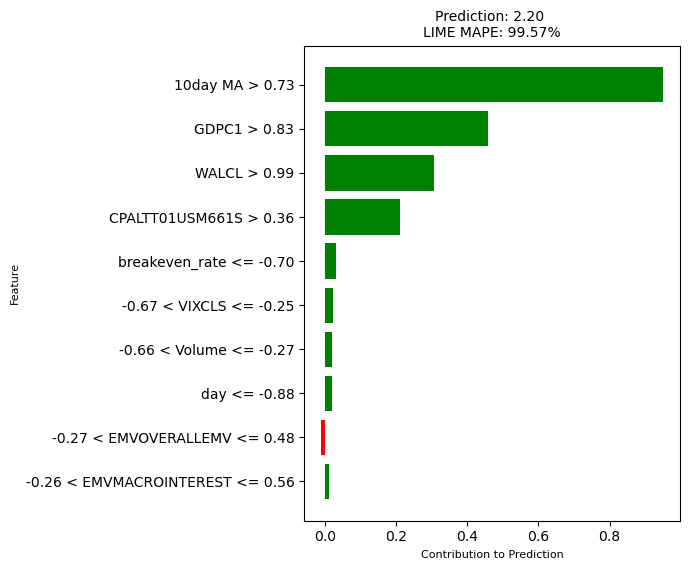 Prediction: 2.20
LIME MAPE: 99.57%
10day MA > 0.73
GDPC1 > 0.83
WALCL > 0.99
CPALTT01USM661S > 0.36
breakeven_rate <= -0.70
-0.67 < VIXCLS <= -0.25
-0.66 < Volume <= -0.27
day <= -0.88
-0.27 < EMVOVERALLEMV <= 0.48
-0.26 < EMVMACROINTEREST <= 0.56
Feature
0.0 0.2 0.4 0.6 0.8
Contribution to Prediction